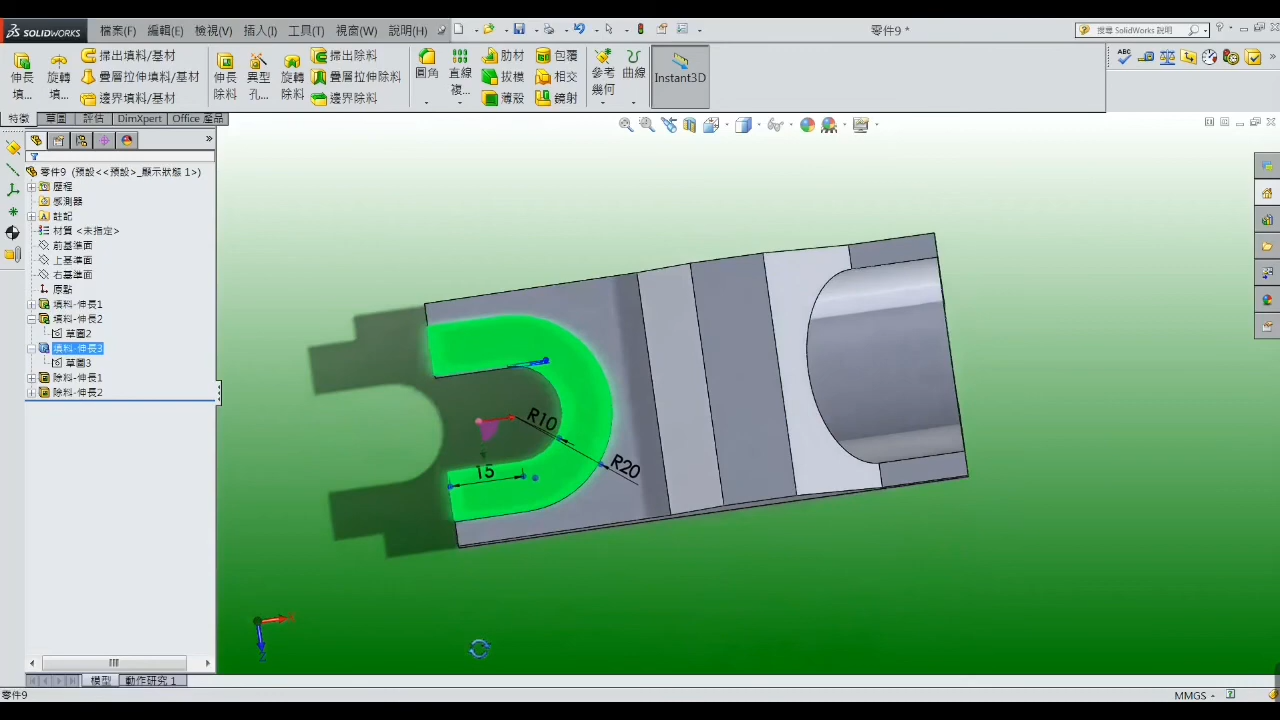 SOLIDWORKS
檔案(F) 編輯(E) 檢視(V) 插入(I) 工具(T) 視窗(W) 說明(H)
零件9 *
搜尋 SOLIDWORKS 說明
伸長填... 旋轉填...
掃出填料/基材
疊層拉伸填料/基材
邊界填料/基材
伸長除料 異型孔... 旋轉除料
掃出除料
疊層拉伸除料
邊界除料
圓角 直線複...
肋材 包覆
拔模 相交
薄殼 鏡射
參考幾何... 曲線 Instant3D
特徵 草圖 評估 DimXpert Office 產品
零件9 (預設<<預設>_顯示狀態 1>)
歷程
感測器
註記
材質 <未指定>
前基準面
上基準面
右基準面
原點
填料-伸長1
填料-伸長2
草圖2
填料-伸長3
草圖3
除料-伸長1
除料-伸長2
R10
R20
15
Z
模型 動作研究 1
零件9
MMGS